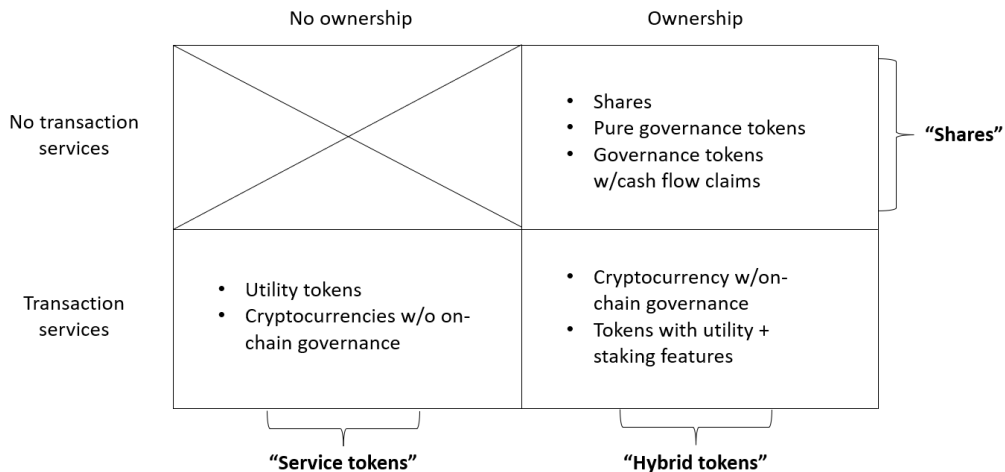 No ownership
Ownership
No transaction
services
• Shares
• Pure governance tokens
• Governance tokens
w/cash flow claims
“Shares”
Transaction
services
• Utility tokens
• Cryptocurrencies w/o on-
chain governance
• Cryptocurrency w/on-
chain governance
• Tokens with utility +
staking features
“Service tokens”
“Hybrid tokens”